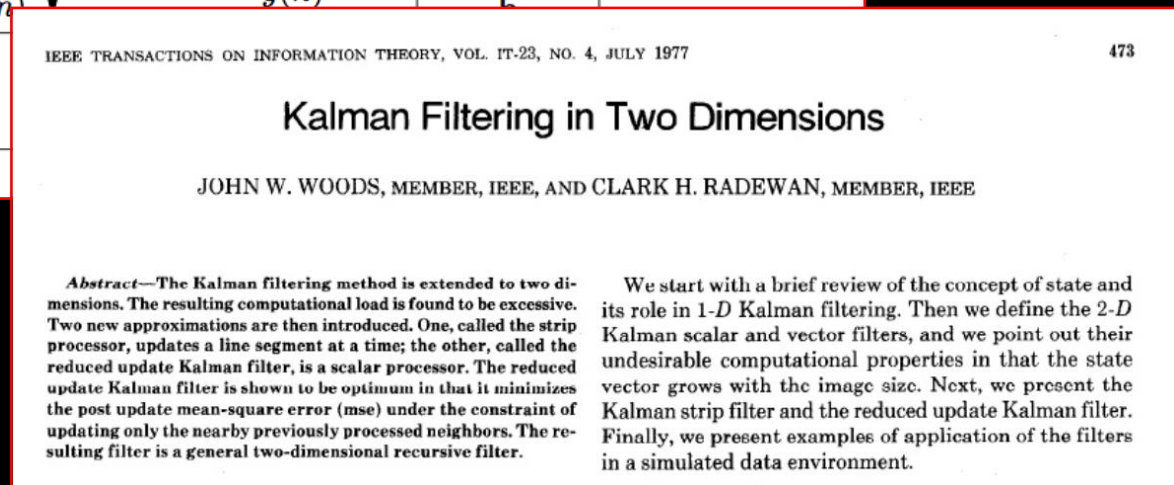 IEEE TRANSACTIONS ON INFORMATION THEORY, VOL. IT-23, NO. 4, JULY 1977
473
Kalman Filtering in Two Dimensions
JOHN W. WOODS, MEMBER, IEEE, AND CLARK H. RADEWAN, MEMBER, IEEE
Abstract—The Kalman filtering method is extended to two di-
mensions. The resulting computational load is found to be excessive.
Two new approximations are then introduced. One, called the strip
processor, updates a line segment at a time; the other, called the
reduced update Kalman filter, is a scalar processor. The reduced
update Kalman filter is shown to be optimum in that it minimizes
the post update mean-square error (mse) under the constraint of
updating only the nearby previously processed neighbors. The re-
sulting filter is a general two-dimensional recursive filter.
We start with a brief review of the concept of state and
its role in 1-D Kalman filtering. Then we define the 2-D
Kalman scalar and vector filters, and we point out their
undesirable computational properties in that the state
vector grows with the image size. Next, we present the
Kalman strip filter and the reduced update Kalman filter.
Finally, we present examples of application of the filters
in a simulated data environment.